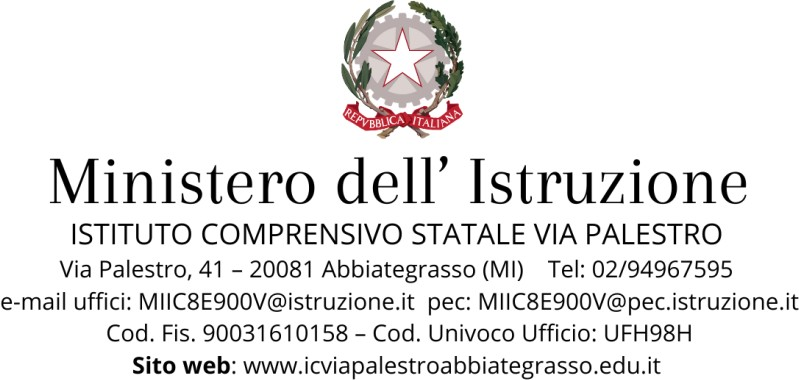 REPVBBLICA ITALIANA
Ministero dell’ Istruzione
ISTITUTO COMPRENSIVO STATALE VIA PALESTRO
Via Palestro, 41 – 20081 Abbiategrasso (MI) Tel: 02/94967595
e-mail uffici: MIIC8E900V@istruzione.it pec: MIIC8E900V@pec.istruzione.it
Cod. Fis. 90031610158 – Cod. Univoco Ufficio: UFH98H
Sito web: www.icviapalestroabbiategrasso.edu.it